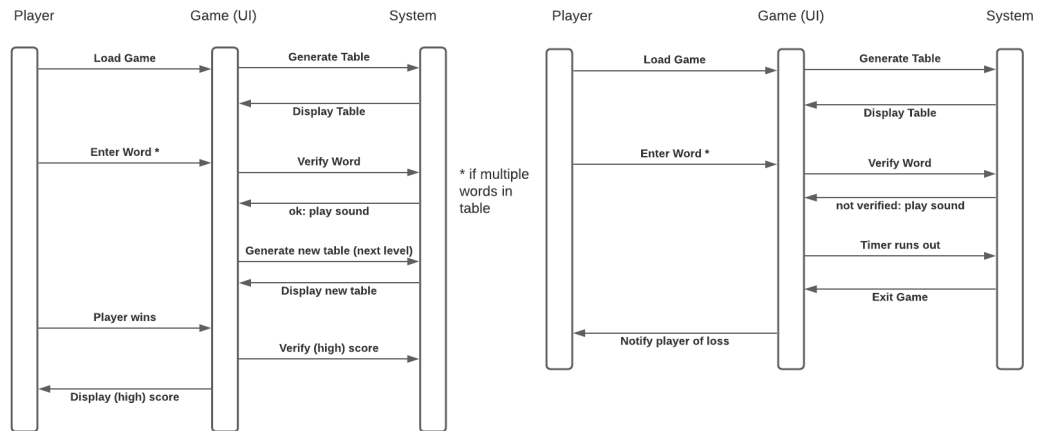 Player
Game (UI)
System
Load Game
Generate Table
Display Table
Enter Word *
Verify Word
ok: play sound
Generate new table (next level)
Display new table
Player wins
Verify (high) score
Display (high) score
* if multiple
words in
table
Player
Game (UI)
System
Load Game
Generate Table
Display Table
Enter Word *
Verify Word
not verified: play sound
Timer runs out
Exit Game
Notify player of loss